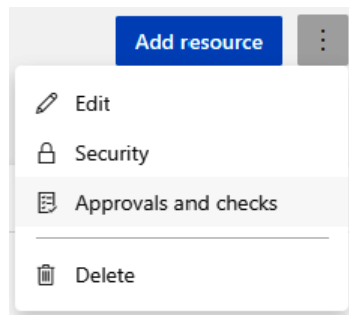 Add resource
Edit
Security
Approvals and checks
Delete